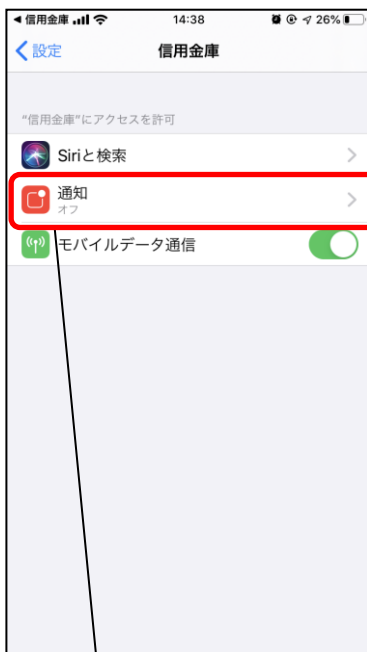 ◀信用金庫 14:38 26%
設定 信用金庫
"信用金庫"にアクセスを許可
Siriと検索
通知
オフ
モバイルデータ通信